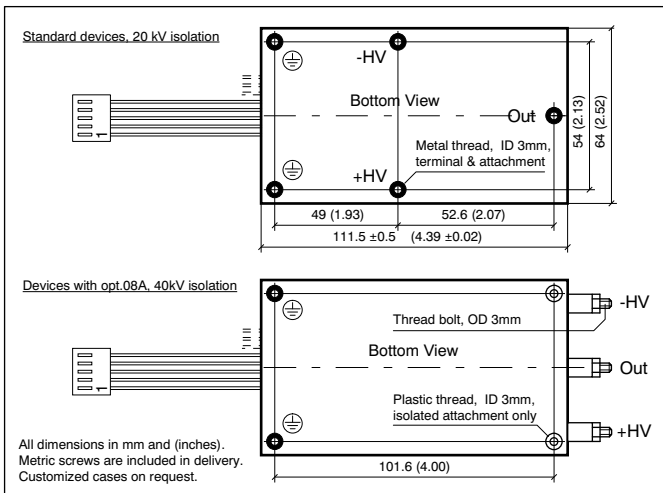 Standard devices, 20 kV isolation
-HV
Bottom View
Out
54 (2.13)
64 (2.52)
Metal thread, ID 3mm,
terminal & attachment
+HV
1
49 (1.93)
52.6 (2.07)
111.5 ±0.5 (4.39 ±0.02)
Devices with opt.08A, 40kV isolation
-HV
Thread bolt, OD 3mm
Bottom View
Out
1
Plastic thread, ID 3mm,
isolated attachment only
+HV
All dimensions in mm and (inches).
Metric screws are included in delivery.
Customized cases on request.
101.6 (4.00)